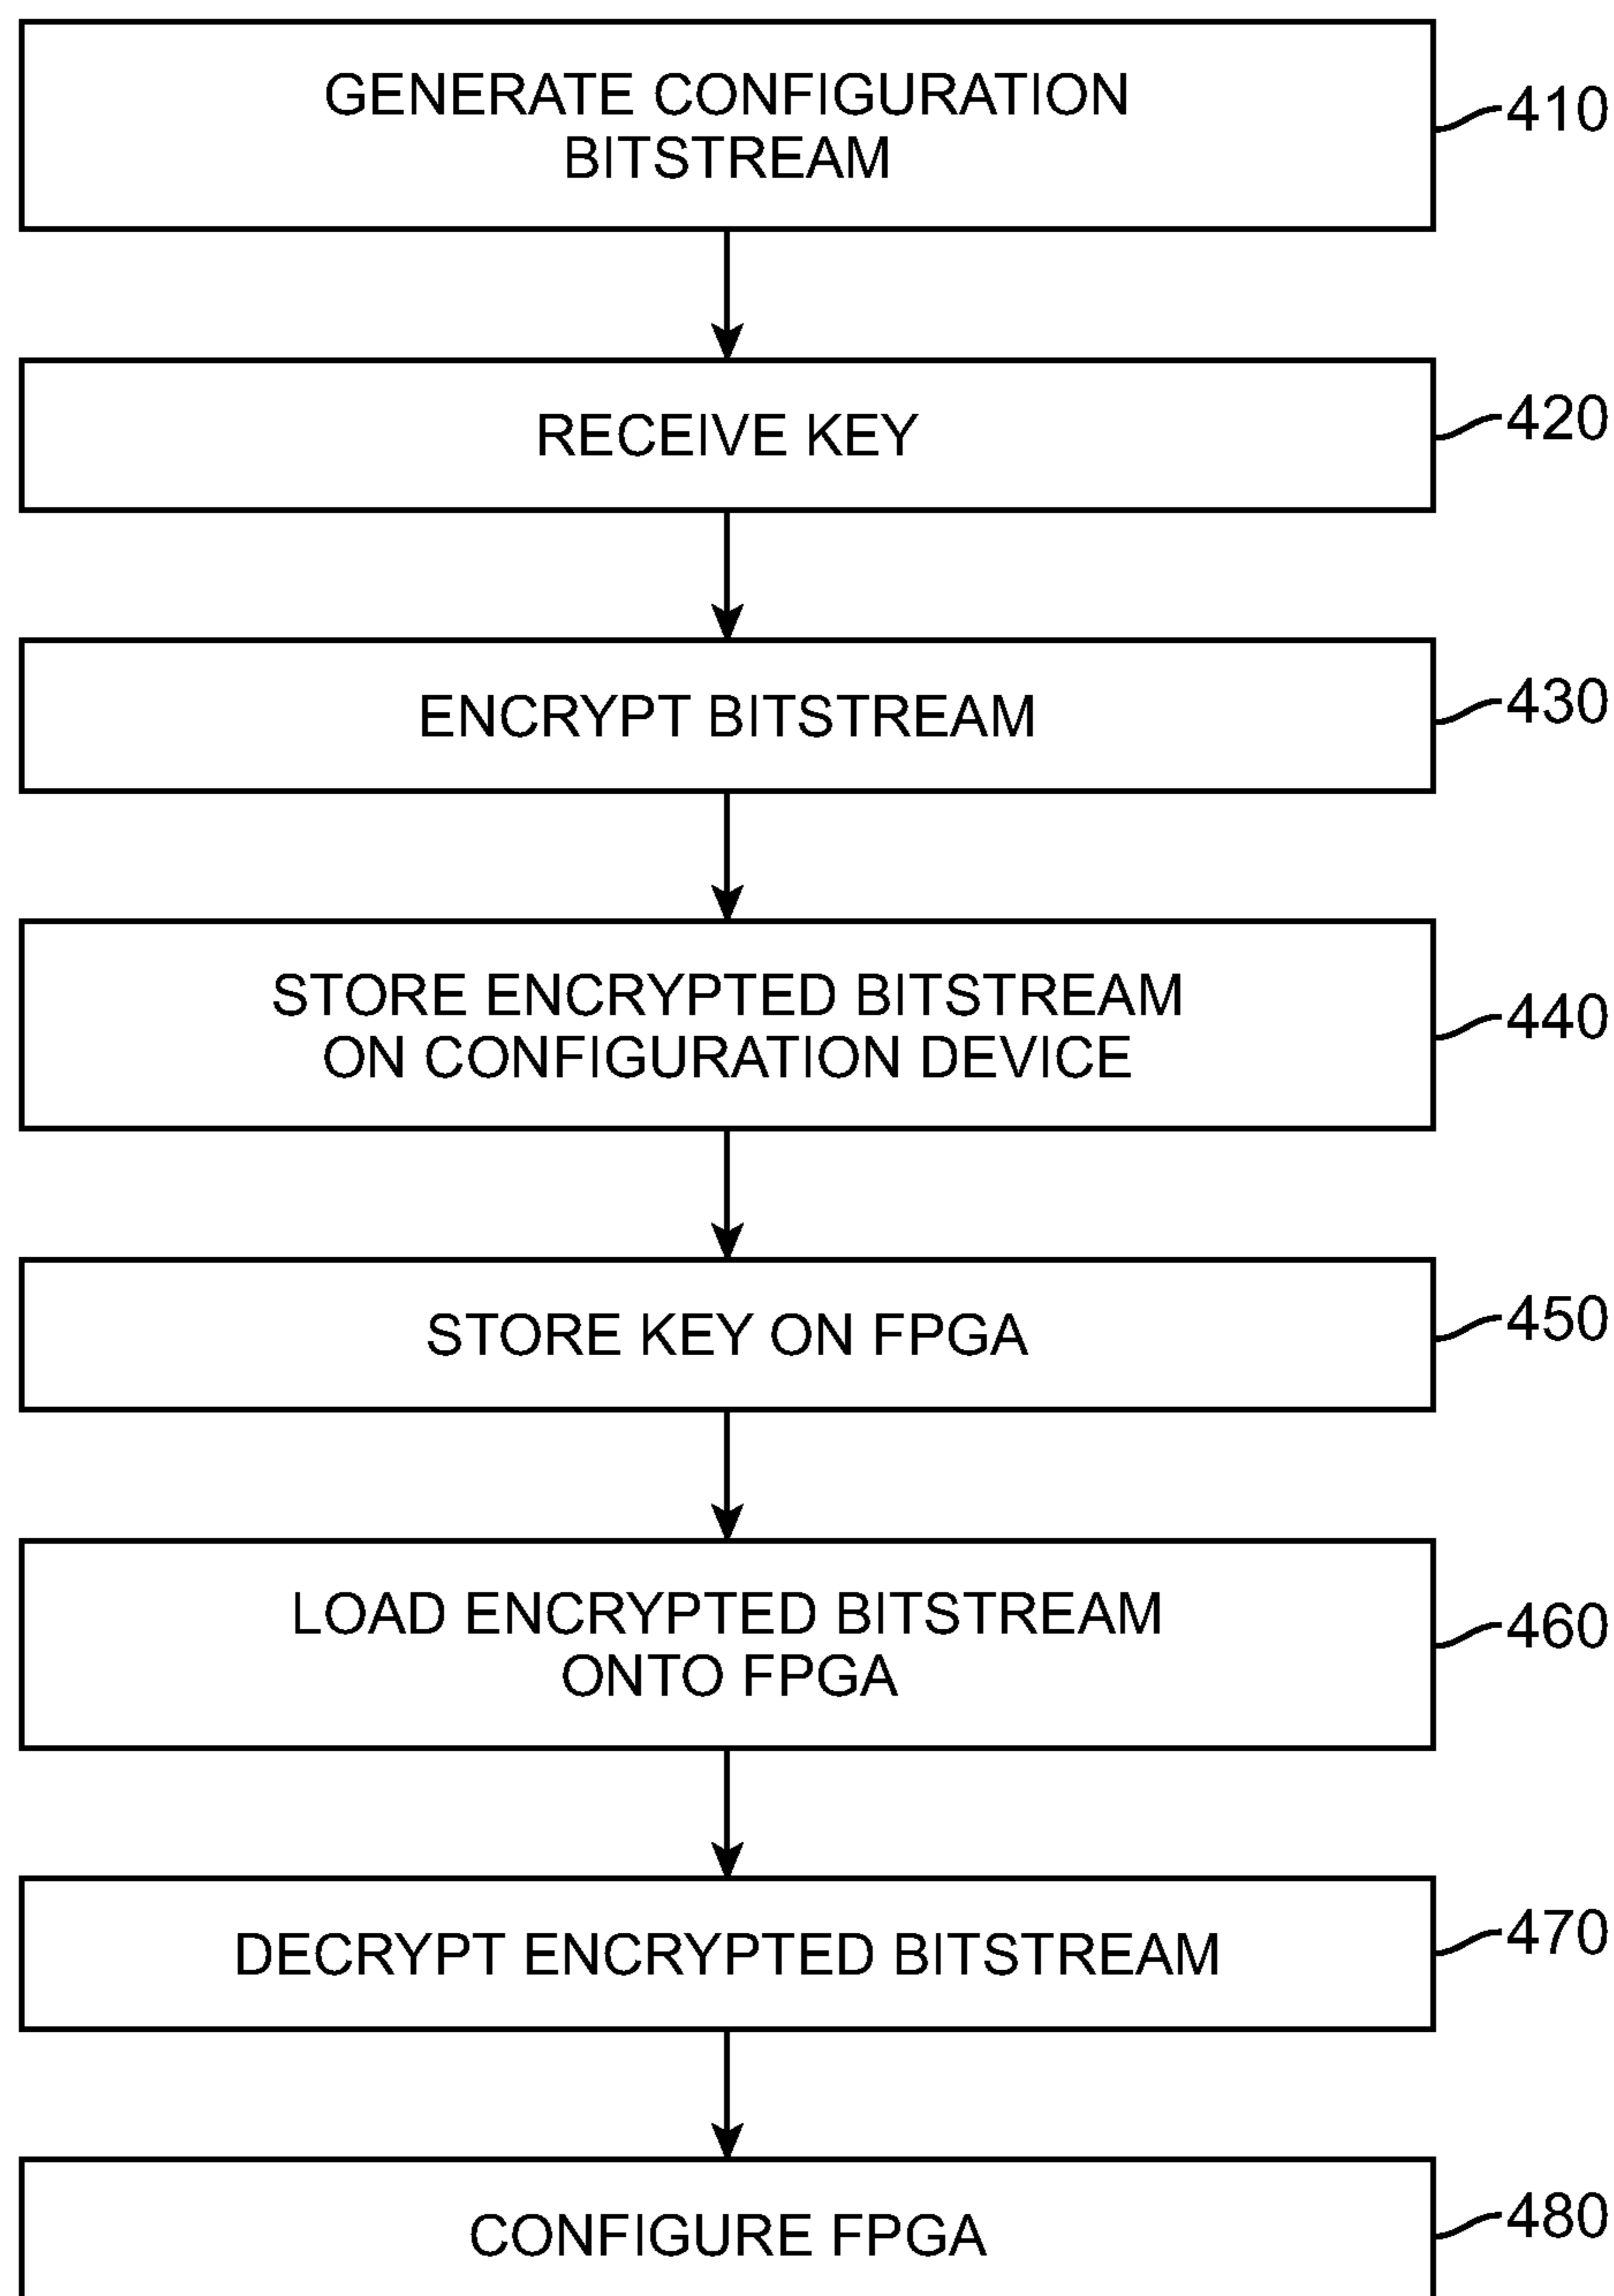 GENERATE CONFIGURATION
BITSTREAM
410
RECEIVE KEY
420
ENCRYPT BITSTREAM
430
STORE ENCRYPTED BITSTREAM
ON CONFIGURATION DEVICE
440
STORE KEY ON FPGA
450
LOAD ENCRYPTED BITSTREAM
ONTO FPGA
460
DECRYPT ENCRYPTED BITSTREAM
470
CONFIGURE FPGA
480